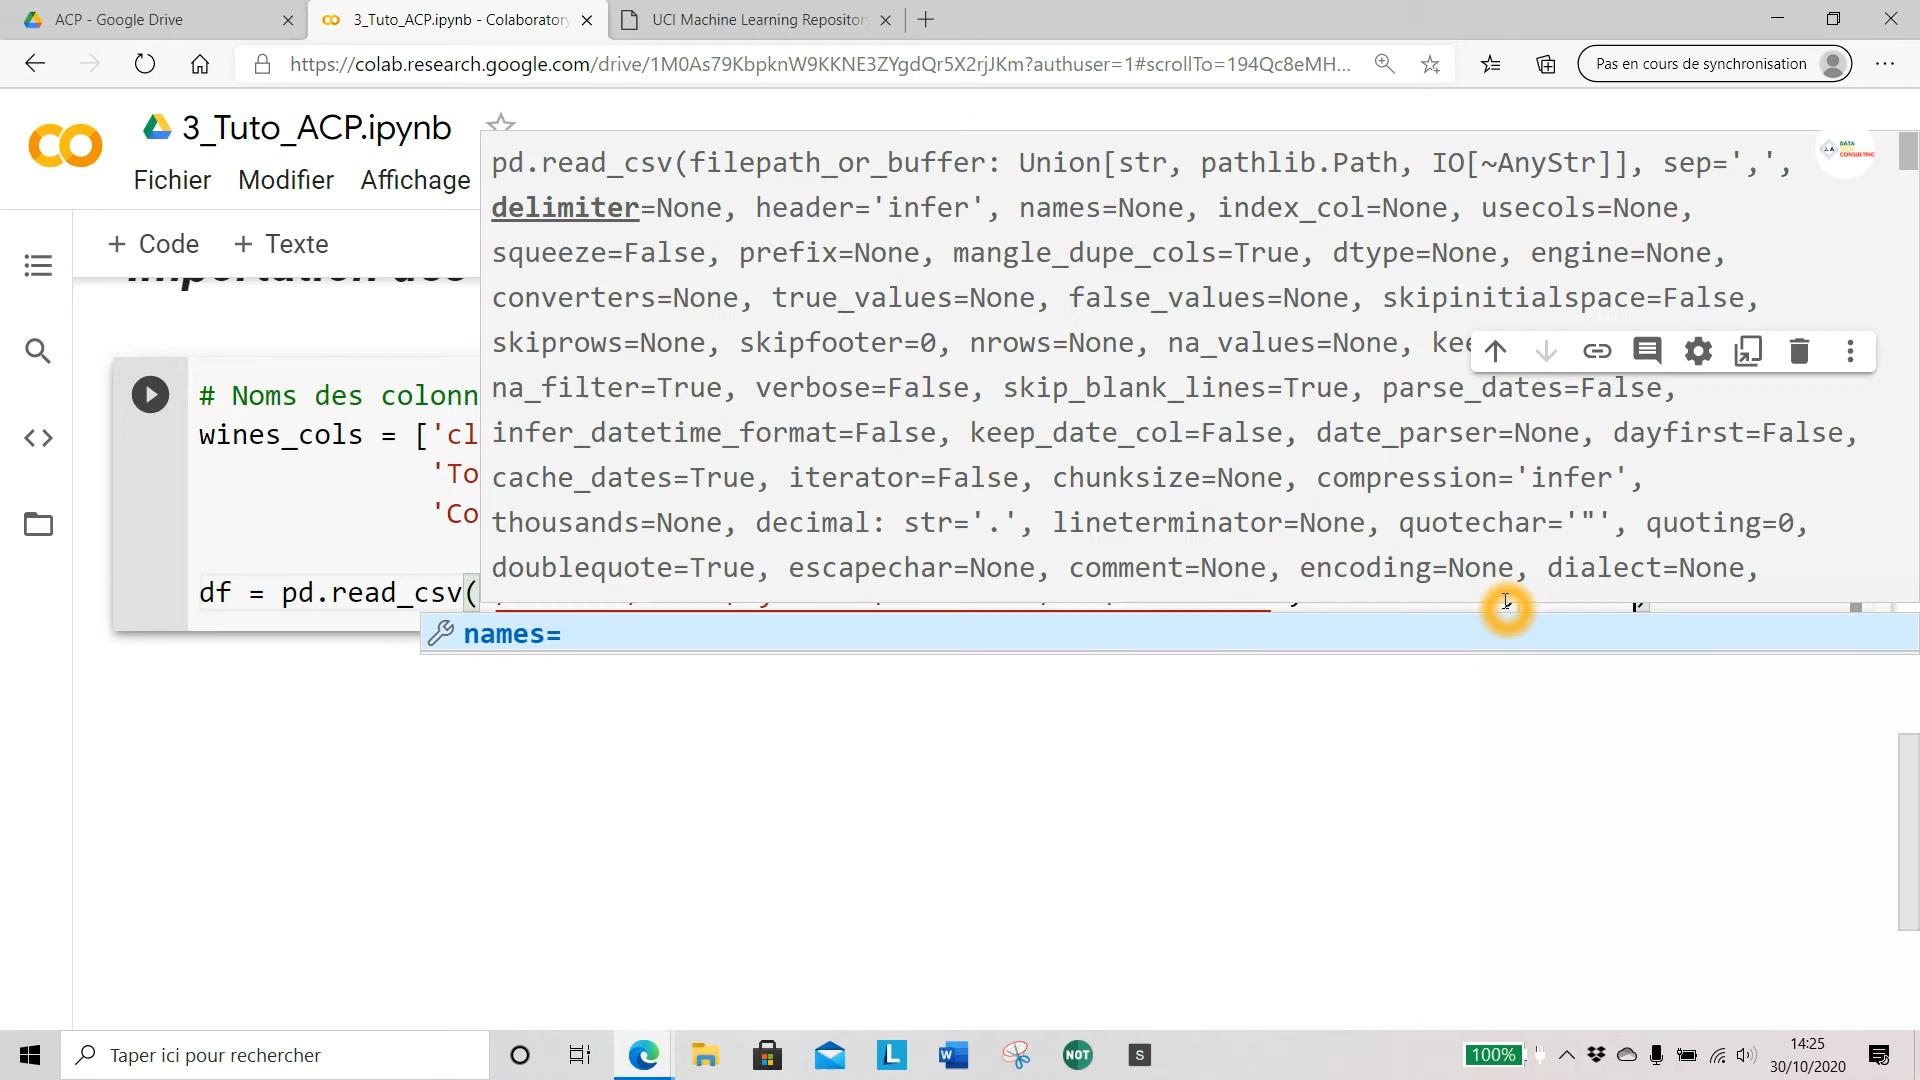 ACP - Google Drive
3_Tuto_ACP.ipynb - Colaboratory
UCI Machine Learning Repository
https://colab.research.google.com/drive/1M0As79KbpknW9KKNE3ZYgdQr5X2rjJKm?authuser=1#scrollTo=194Qc8eMH...
Pas en cours de synchronisation
3_Tuto_ACP.ipynb
Fichier Modifier Affichage
DATA
CONSULTING
+ Code + Texte
pd.read_csv(filepath_or_buffer: Union[str, pathlib.Path, IO[~AnyStr]], sep=',',
delimiter=None, header='infer', names=None, index_col=None, usecols=None,
squeeze=False, prefix=None, mangle_dupe_cols=True, dtype=None, engine=None,
converters=None, true_values=None, false_values=None, skipinitialspace=False,
skiprows=None, skipfooter=0, nrows=None, na_values=None, kee
na_filter=True, verbose=False, skip_blank_lines=True, parse_dates=False,
infer_datetime_format=False, keep_date_col=False, date_parser=None, dayfirst=False,
cache_dates=True, iterator=False, chunksize=None, compression='infer',
thousands=None, decimal: str='.', lineterminator=None, quotechar='"', quoting=0,
doublequote=True, escapechar=None, comment=None, encoding=None, dialect=None,
# Noms des colonn
wines_cols = ['cl
'To
'Co
df = pd.read_csv(
names=
Taper ici pour rechercher
L
W
NOT
S
100%
14:25
30/10/2020